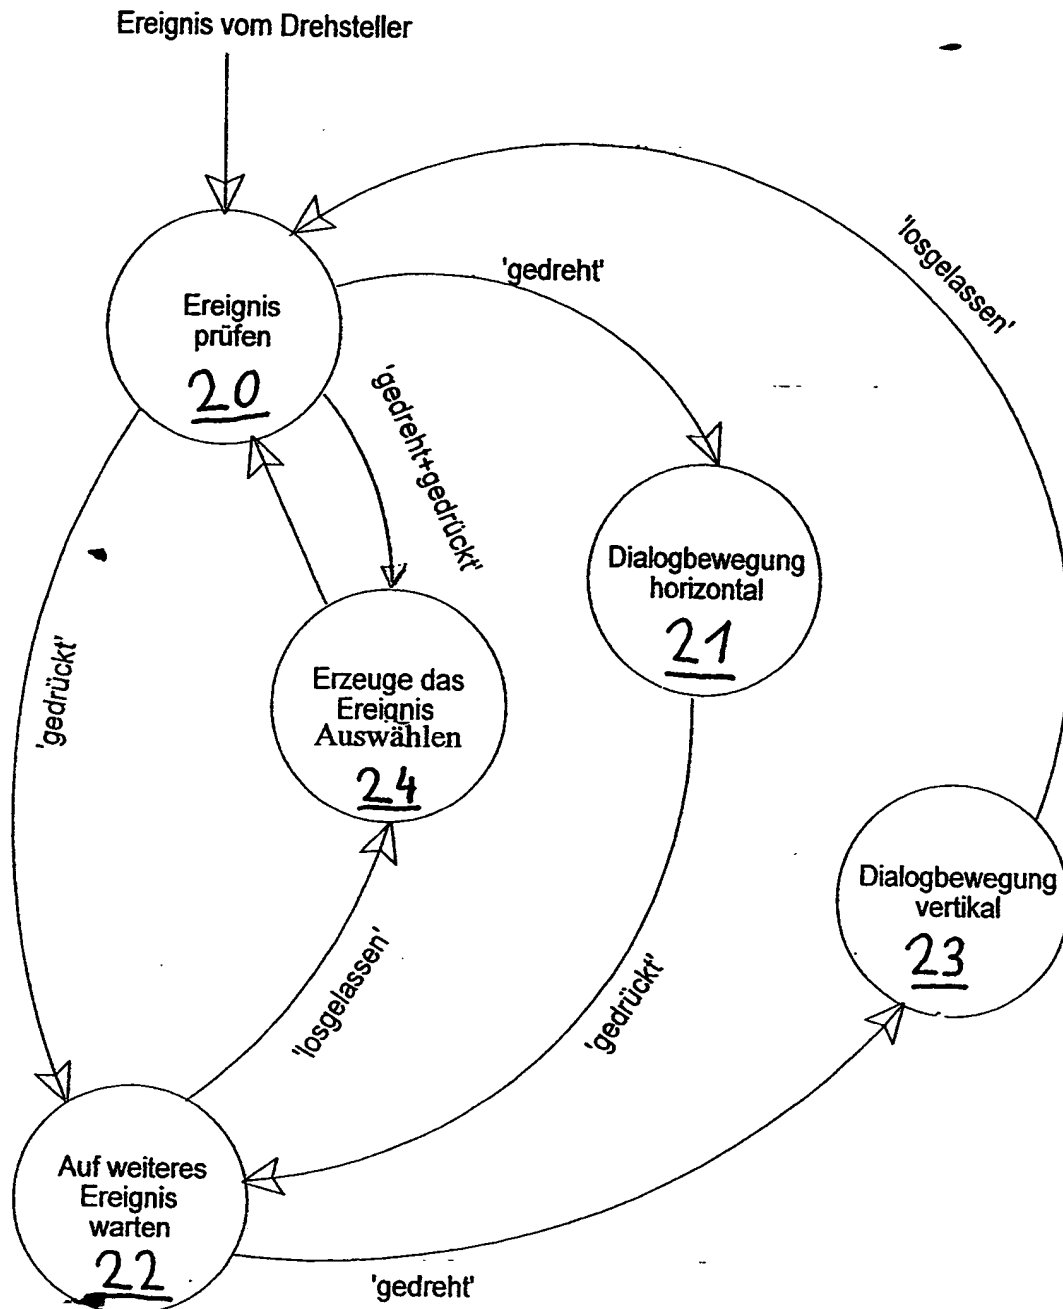 Ereignis vom Drehsteller
'losgelassen'
'gedreht'
Ereignis
prüfen
20
'gedreht+gedrückt'
Dialogbewegung
horizontal
21
'gedrückt'
Erzeuge das
Ereignis
Auswählen
24
Dialogbewegung
vertikal
23
'losgelassen'
'gedrückt'
Auf weiteres
Ereignis
warten
22
'gedreht'